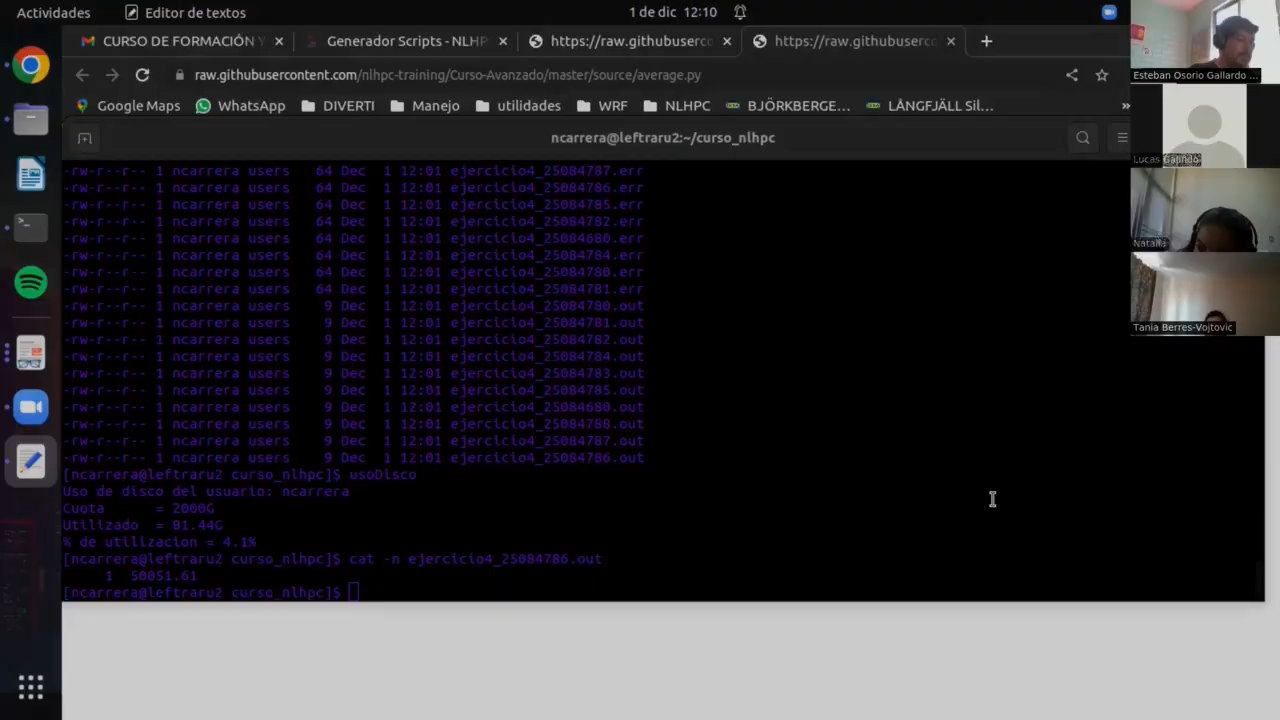 Actividades
Editor de textos
1 de dic 12:10
CURSO DE FORMACIÓN Y
Generador Scripts - NLHP
https://raw.githubuserco
https://raw.githubuserco
raw.githubusercontent.com/nlhpc-training/Curso-Avanzado/master/source/average.py
Google Maps
WhatsApp
DIVERTI
Manejo
utilidades
WRF
NLHPC
BJÖRKBERGE...
LÅNGFJÄLL Sil...
»
ncarrera@leftraru2:~/curso_nlhpc
-rw-r--r-- 1 ncarrera users 64 Dec 1 12:01 ejercicio4_25084787.err
-rw-r--r-- 1 ncarrera users 64 Dec 1 12:01 ejercicio4_25084786.err
-rw-r--r-- 1 ncarrera users 64 Dec 1 12:01 ejercicio4_25084785.err
-rw-r--r-- 1 ncarrera users 64 Dec 1 12:01 ejercicio4_25084782.err
-rw-r--r-- 1 ncarrera users 64 Dec 1 12:01 ejercicio4_25084680.err
-rw-r--r-- 1 ncarrera users 64 Dec 1 12:01 ejercicio4_25084784.err
-rw-r--r-- 1 ncarrera users 64 Dec 1 12:01 ejercicio4_25084780.err
-rw-r--r-- 1 ncarrera users 64 Dec 1 12:01 ejercicio4_25084781.err
-rw-r--r-- 1 ncarrera users 9 Dec 1 12:01 ejercicio4_25084780.out
-rw-r--r-- 1 ncarrera users 9 Dec 1 12:01 ejercicio4_25084781.out
-rw-r--r-- 1 ncarrera users 9 Dec 1 12:01 ejercicio4_25084782.out
-rw-r--r-- 1 ncarrera users 9 Dec 1 12:01 ejercicio4_25084784.out
-rw-r--r-- 1 ncarrera users 9 Dec 1 12:01 ejercicio4_25084783.out
-rw-r--r-- 1 ncarrera users 9 Dec 1 12:01 ejercicio4_25084785.out
-rw-r--r-- 1 ncarrera users 9 Dec 1 12:01 ejercicio4_25084680.out
-rw-r--r-- 1 ncarrera users 9 Dec 1 12:01 ejercicio4_25084788.out
-rw-r--r-- 1 ncarrera users 9 Dec 1 12:01 ejercicio4_25084787.out
-rw-r--r-- 1 ncarrera users 9 Dec 1 12:01 ejercicio4_25084786.out
[ncarrera@leftraru2 curso_nlhpc]$ usoDisco
Uso de disco del usuario: ncarrera
Cuota = 2000G
Utilizado = 81.44G
% de utilizacion = 4.1%
[ncarrera@leftraru2 curso_nlhpc]$ cat -n ejercicio4_25084786.out
1 50051.61
[ncarrera@leftraru2 curso_nlhpc]$
Esteban Osorio Gallardo ...
Lucas Galindo
Natalia
Tania Berres-Vojtovic